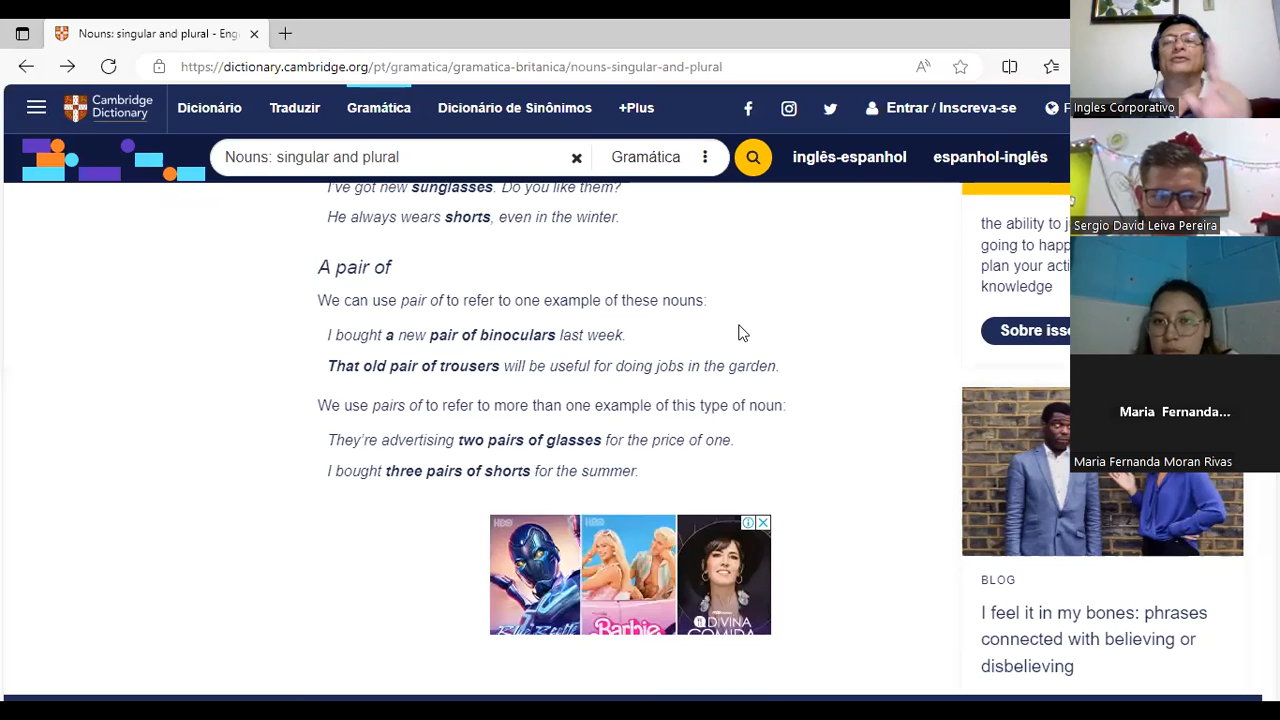 Nouns: singular and plural - Eng
https://dictionary.cambridge.org/pt/gramatica/gramatica-britanica/nouns-singular-and-plural
Cambridge
Dictionary
Dicionário
Traduzir
Gramática
Dicionário de Sinônimos
+Plus
Entrar / Inscreva-se
Nouns: singular and plural
Gramática
inglês-espanhol
espanhol-inglês
I've got new sunglasses. Do you like them?
He always wears shorts, even in the winter.
A pair of
We can use pair of to refer to one example of these nouns:
I bought a new pair of binoculars last week.
That old pair of trousers will be useful for doing jobs in the garden.
We use pairs of to refer to more than one example of this type of noun:
They're advertising two pairs of glasses for the price of one.
I bought three pairs of shorts for the summer.
HBO
Blue Beetle
HBO
Barbie
DIVINA
COMIDA
the ability to j
going to happ
plan your acti
knowledge
Sobre iss
BLOG
I feel it in my bones: phrases
connected with believing or
disbelieving
Ingles Corporativo
Sergio David Leiva Pereira
Maria Fernanda...
Maria Fernanda Moran Rivas